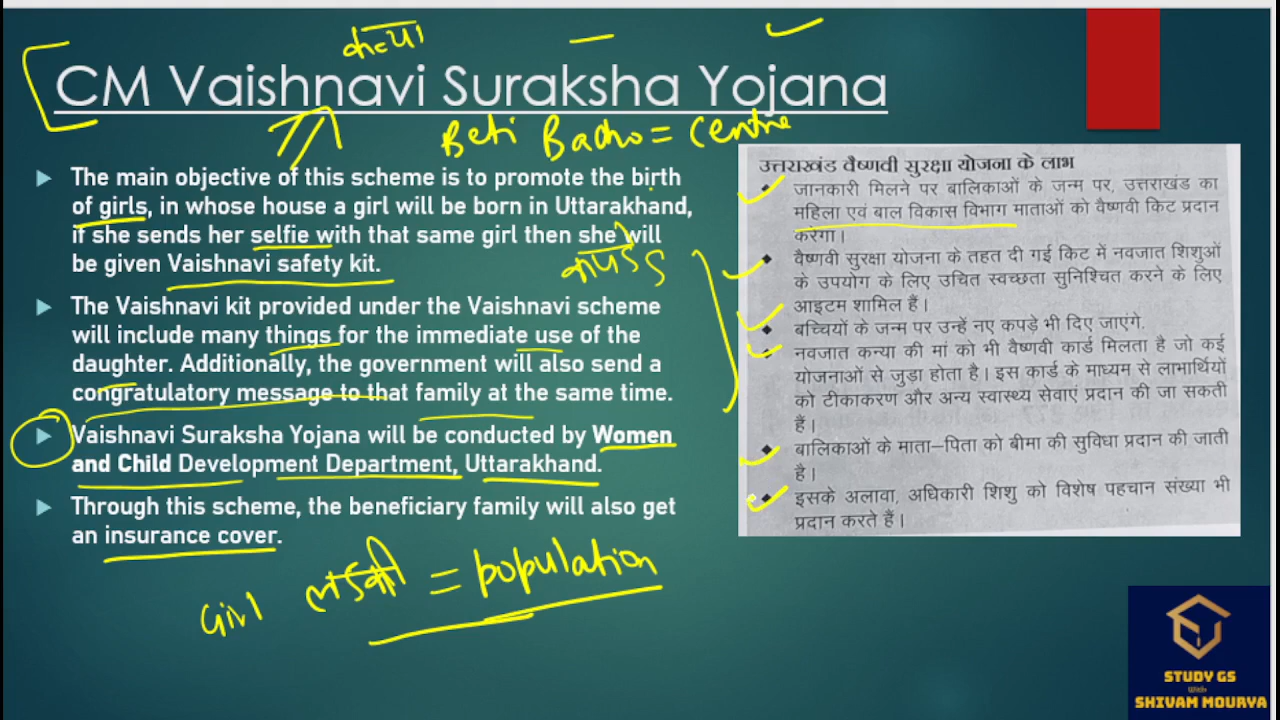 कन्या
CM Vaishnavi Suraksha Yojana
Beti Bachao = Centre
The main objective of this scheme is to promote the birth
of girls, in whose house a girl will be born in Uttarakhand,
if she sends her selfie with that same girl then she will
be given Vaishnavi safety kit.
The Vaishnavi kit provided under the Vaishnavi scheme
will include many things for the immediate use of the
daughter. Additionally, the government will also send a
congratulatory message to that family at the same time.
Vaishnavi Suraksha Yojana will be conducted by Women
and Child Development Department, Uttarakhand.
Through this scheme, the beneficiary family will also get
an insurance cover.
Girl लड़की = population
उत्तराखंड वैष्णवी सुरक्षा योजना के लाभ
जानकारी मिलने पर बालिकाओं के जन्म पर, उत्तराखंड का
महिला एवं बाल विकास विभाग माताओं को वैष्णवी किट प्रदान
करेगा।
वैष्णवी सुरक्षा योजना के तहत दी गई किट में नवजात शिशुओं
के उपयोग के लिए उचित स्वच्छता सुनिश्चित करने के लिए
आइटम शामिल हैं।
बच्चियों के जन्म पर उन्हें नए कपड़े भी दिए जाएंगे.
नवजात कन्या की मां को भी वैष्णवी कार्ड मिलता है जो कई
योजनाओं से जुड़ा होता है। इस कार्ड के माध्यम से लाभार्थियों
को टीकाकरण और अन्य स्वास्थ्य सेवाएं प्रदान की जा सकती
हैं।
बालिकाओं के माता-पिता को बीमा की सुविधा प्रदान की जाती
है।
इसके अलावा, अधिकारी शिशु को विशेष पहचान संख्या भी
प्रदान करते हैं।
STUDY GS
With
SHIVAM MOURYA